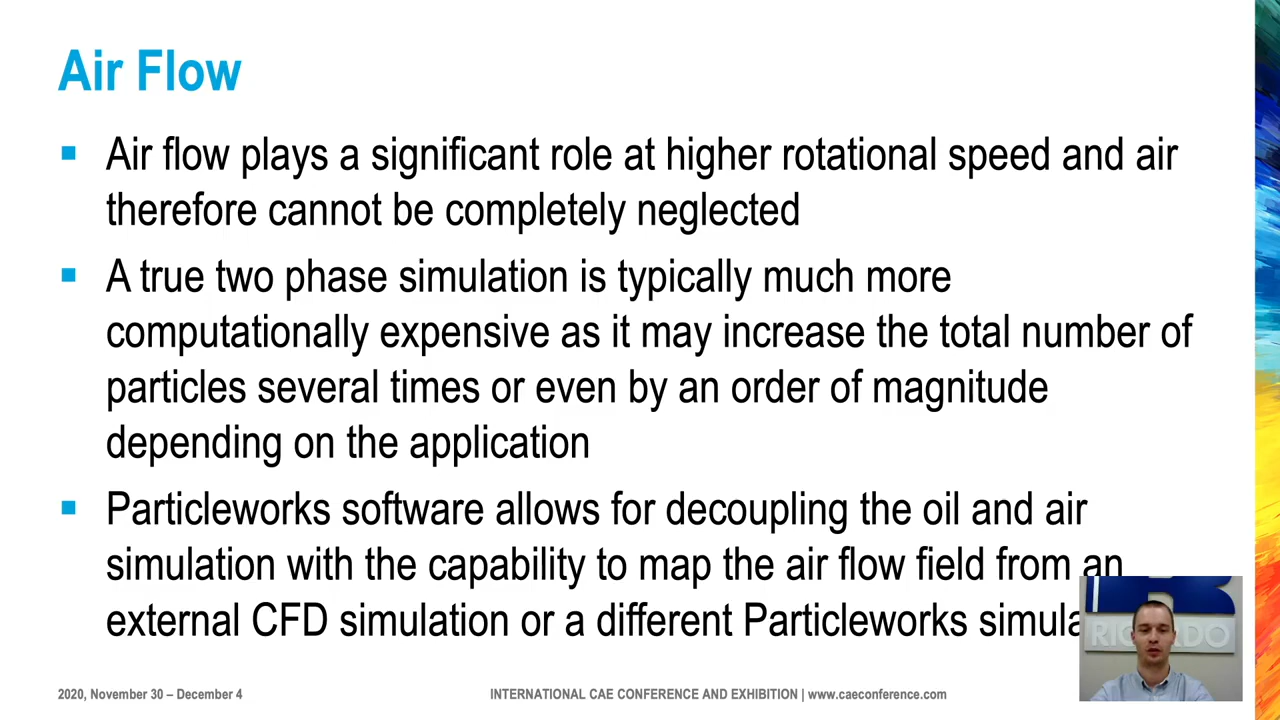 Air Flow
Air flow plays a significant role at higher rotational speed and air
therefore cannot be completely neglected
A true two phase simulation is typically much more
computationally expensive as it may increase the total number of
particles several times or even by an order of magnitude
depending on the application
Particleworks software allows for decoupling the oil and air
simulation with the capability to map the air flow field from an
external CFD simulation or a different Particleworks
2020, November 30 – December 4
INTERNATIONAL CAE CONFERENCE AND EXHIBITION | www.caeconference.com